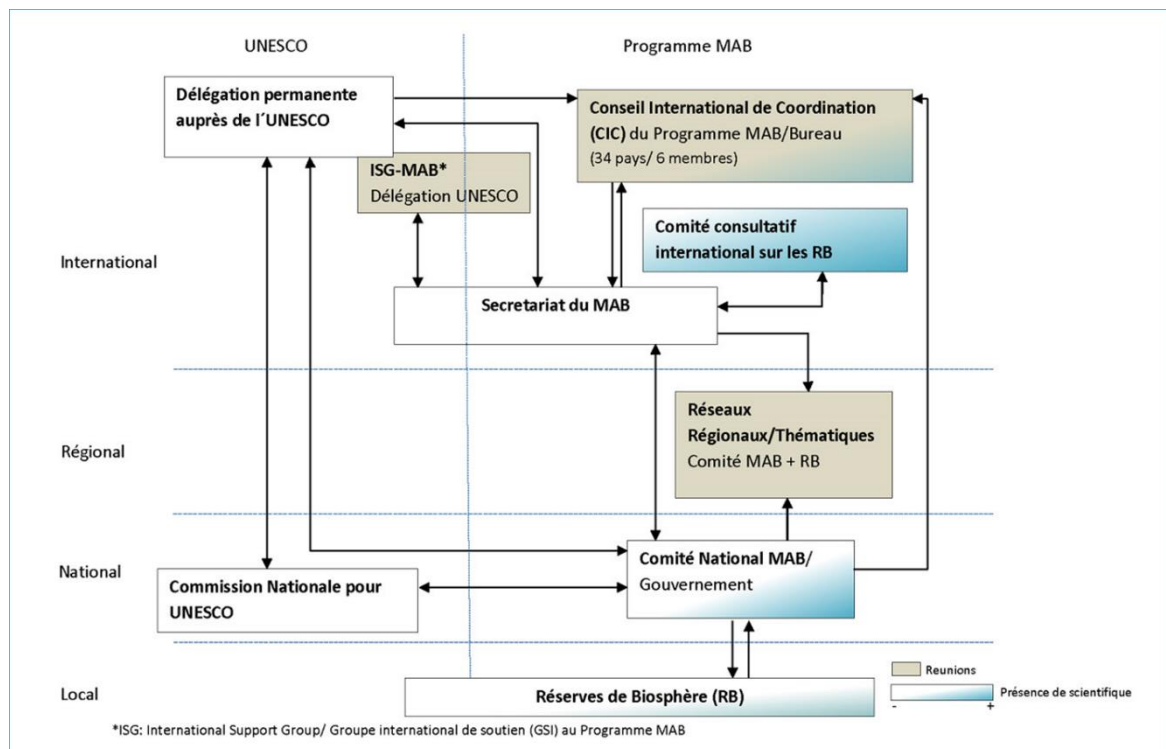 UNESCO
Programme MAB
Délégation permanente
auprès de l´UNESCO
Conseil International de Coordination
(CIC) du Programme MAB/Bureau
(34 pays/ 6 membres)
ISG-MAB*
Délégation UNESCO
Comité consultatif
international sur les RB
International
Secretariat du MAB
Réseaux
Régionaux/Thématiques
Comité MAB + RB
Régional
National
Comité National MAB/
Gouvernement
Commission Nationale pour
UNESCO
Local
Réserves de Biosphère (RB)
Reunions
Présence de scientifique
- +
*ISG: International Support Group/ Groupe international de soutien (GSI) au Programme MAB